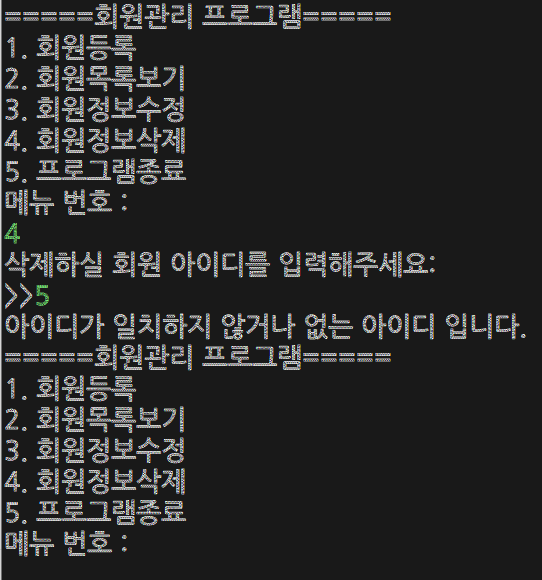 =====회원관리 프로그램=====
1. 회원등록
2. 회원목록보기
3. 회원정보수정
4. 회원정보삭제
5. 프로그램종료
메뉴 번호 :
4
삭제하실 회원 아이디를 입력해주세요:
>>5
아이디가 일치하지 않거나 없는 아이디 입니다.
=====회원관리 프로그램=====
1. 회원등록
2. 회원목록보기
3. 회원정보수정
4. 회원정보삭제
5. 프로그램종료
메뉴 번호 :